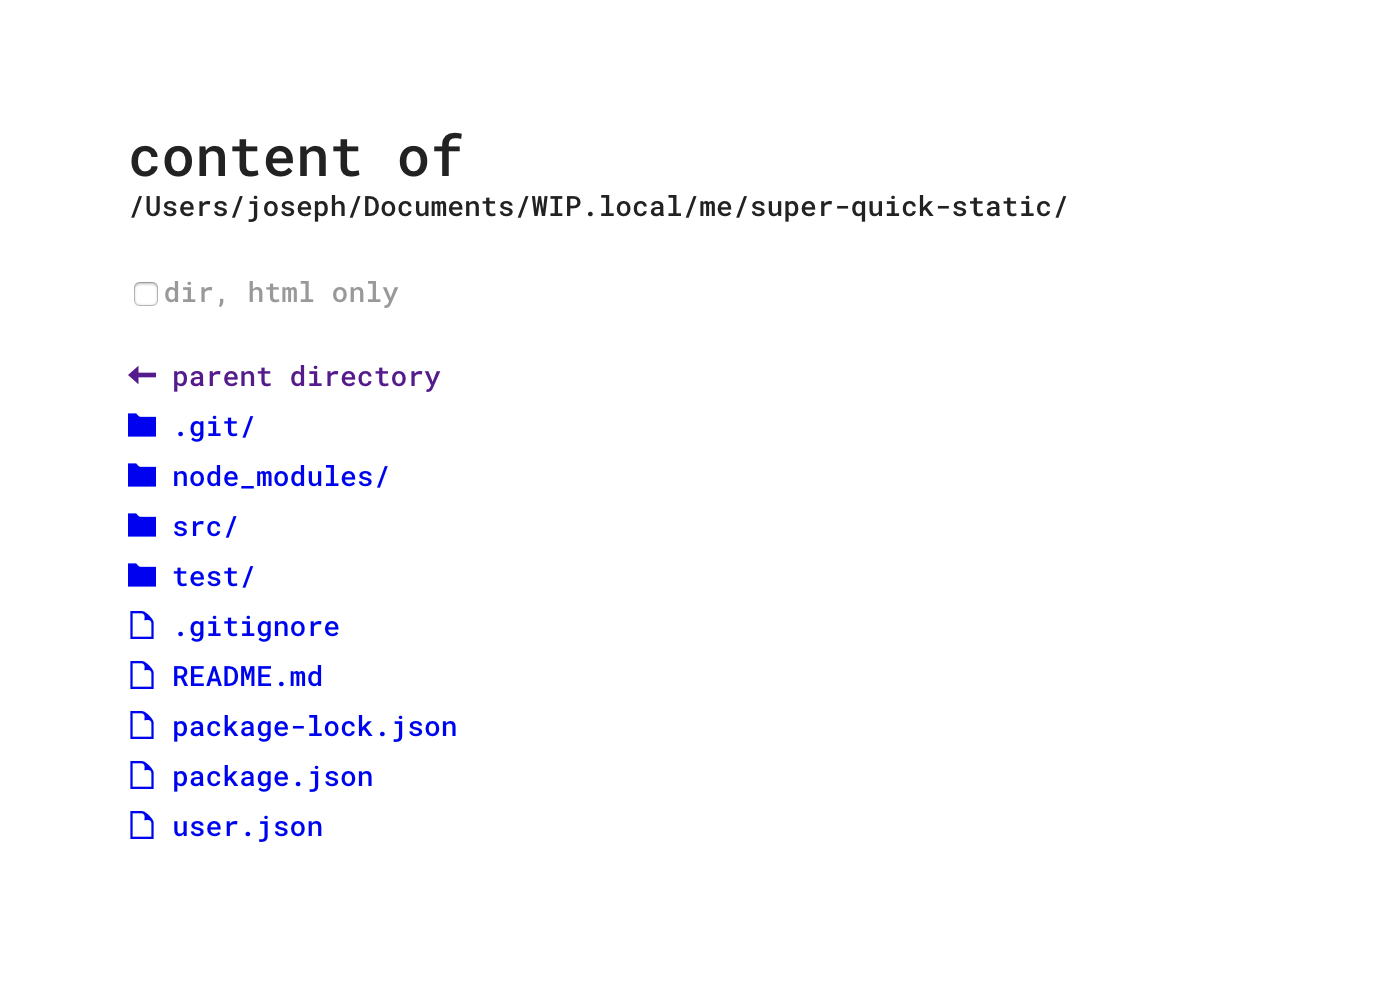 content of
/Users/joseph/Documents/WIP.local/me/super-quick-static/
dir, html only
parent directory
.git/
node_modules/
src/
test/
.gitignore
README.md
package-lock.json
package.json
user.json